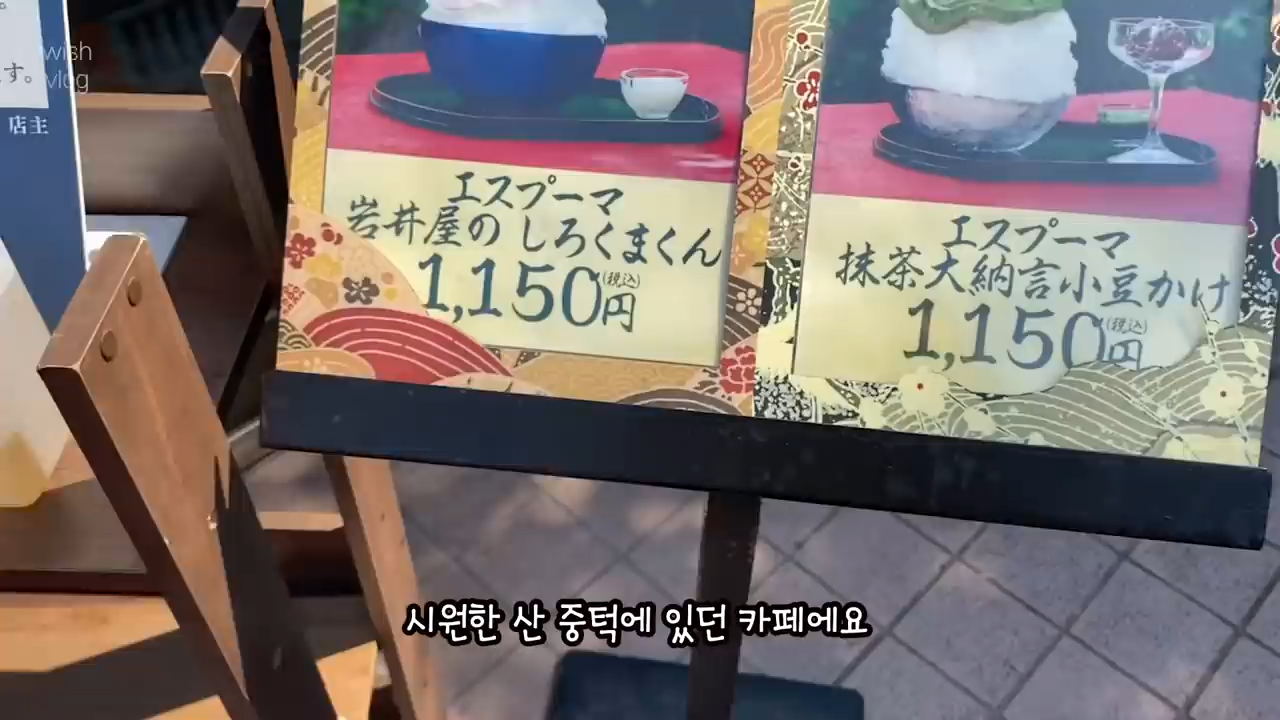 wish
vlog
す。
店主
エスプーマ
岩井屋の しろくまくん
1,150円(税込)
エスプーマ
抹茶大納言小豆かけ
1,150円(税込)
시원한 산 중턱에 있던 카페에요